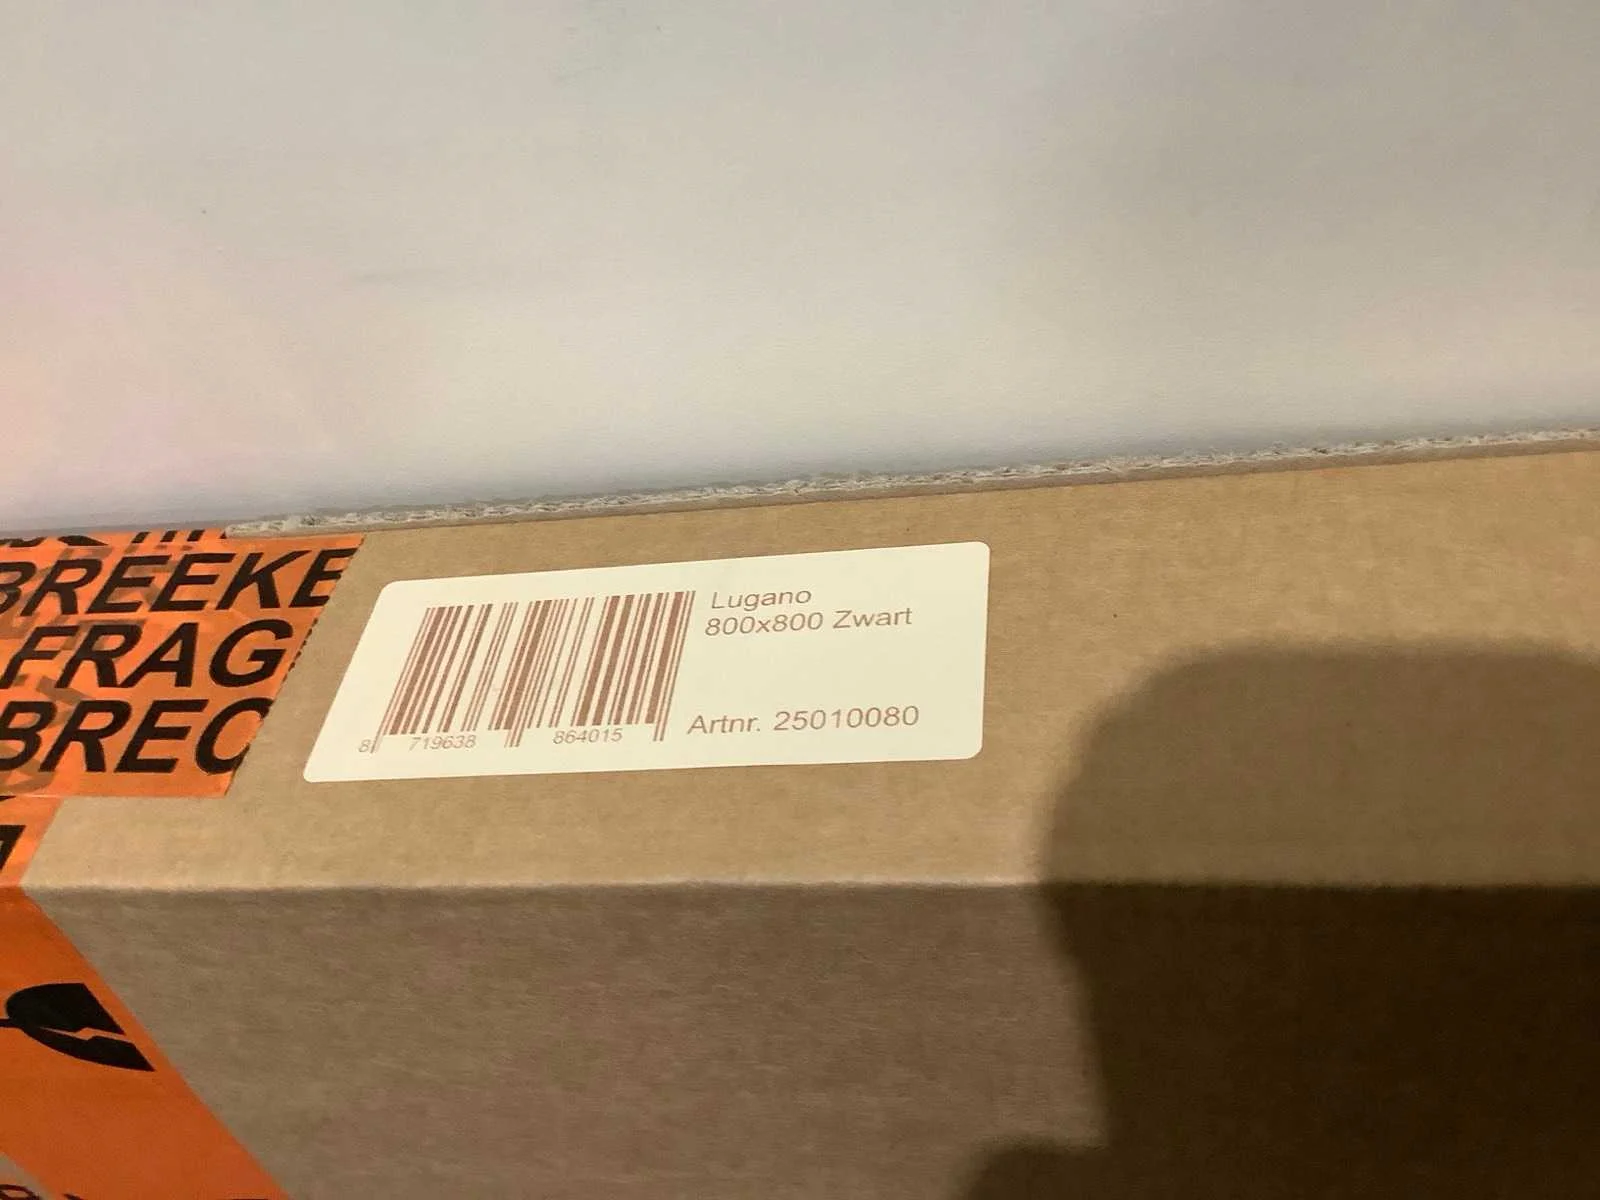 BREEKE
FRAG
BREC
Lugano
800x800 Zwart
8 719638 864015
Artnr. 25010080